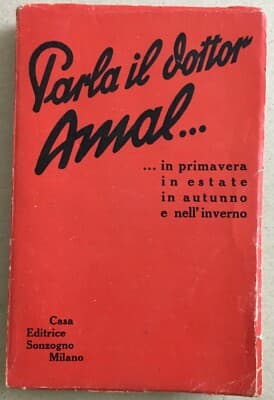 Parla il dottor
Amal...
... in primavera
in estate
in autunno
e nell'inverno
Casa
Editrice
Sonzogno
Milano